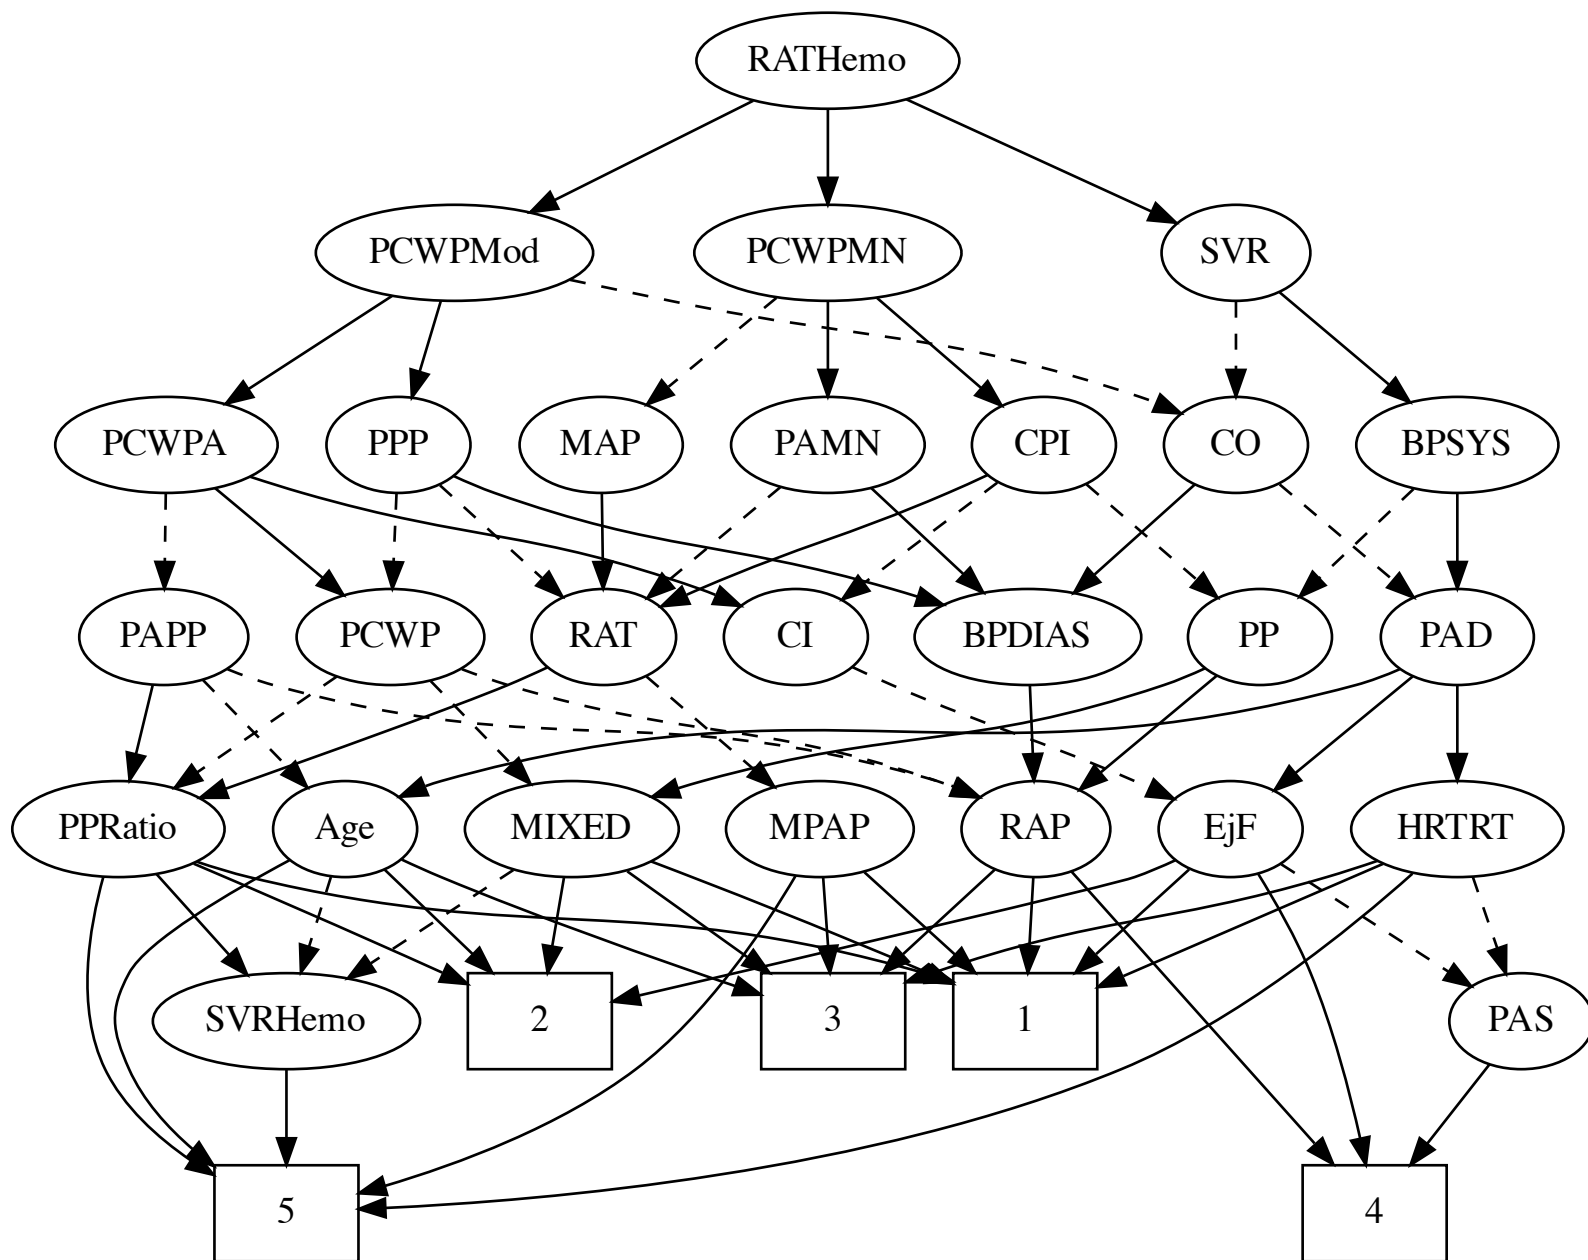 RATHemo
PCWPMod PCWPMN SVR
PCWPA PPP MAP PAMN CPI CO BPSYS
PAPP PCWP RAT CI BPDIAS PP PAD
PPRatio Age MIXED MPAP RAP EjF HRTRT
SVRHemo 2 3 1 PAS
5 4